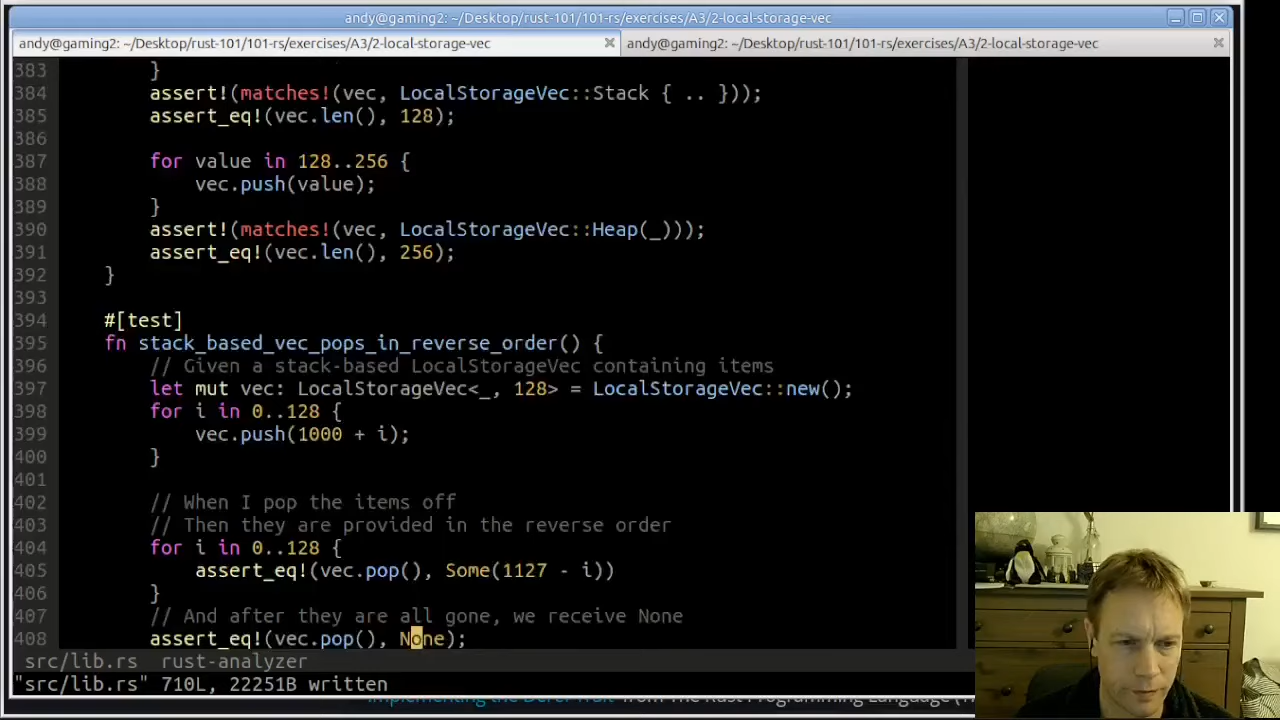 andy@gaming2: ~/Desktop/rust-101/101-rs/exercises/A3/2-local-storage-vec
andy@gaming2: ~/Desktop/rust-101/101-rs/exercises/A3/2-local-storage-vec
andy@gaming2: ~/Desktop/rust-101/101-rs/exercises/A3/2-local-storage-vec
383         }
384         assert!(matches!(vec, LocalStorageVec::Stack { .. }));
385         assert_eq!(vec.len(), 128);
386
387         for value in 128..256 {
388             vec.push(value);
389         }
390         assert!(matches!(vec, LocalStorageVec::Heap(_)));
391         assert_eq!(vec.len(), 256);
392     }
393
394     #[test]
395     fn stack_based_vec_pops_in_reverse_order() {
396         // Given a stack-based LocalStorageVec containing items
397         let mut vec: LocalStorageVec<_, 128> = LocalStorageVec::new();
398         for i in 0..128 {
399             vec.push(1000 + i);
400         }
401
402         // When I pop the items off
403         // Then they are provided in the reverse order
404         for i in 0..128 {
405             assert_eq!(vec.pop(), Some(1127 - i))
406         }
407         // And after they are all gone, we receive None
408         assert_eq!(vec.pop(), None);
src/lib.rs  rust-analyzer
"src/lib.rs" 710L, 22251B written
from The Rust Programming Language